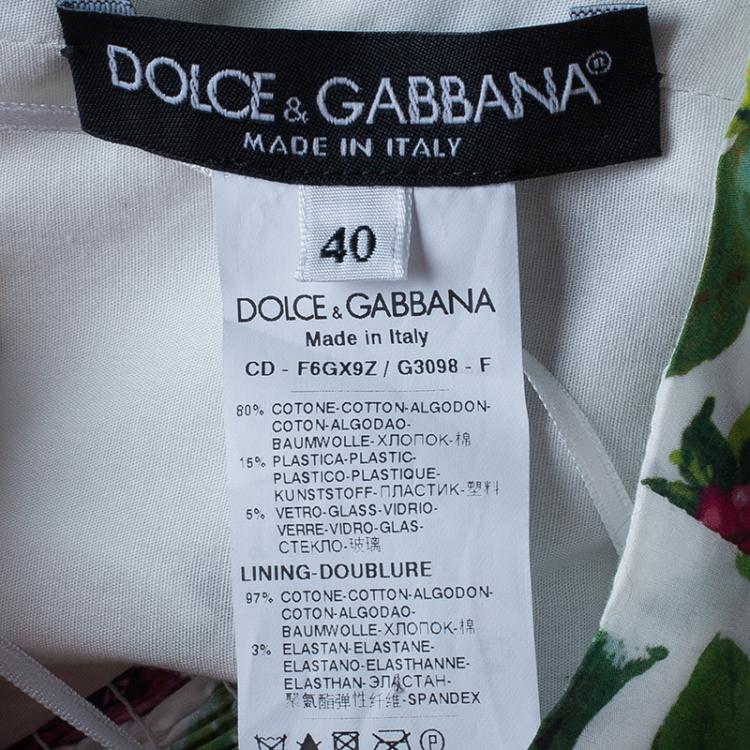 DOLCE & GABBANA®
MADE IN ITALY
40
DOLCE & GABBANA
Made in Italy
CD - F6GX9Z / G3098 - F
80% COTONE-COTTON-ALGODON-
COTON-ALGODAO-
BAUMWOLLE-ХЛОПОК-棉
15% PLASTICA-PLASTIC-
PLASTICO-PLASTIQUE-
KUNSTSTOFF-ПЛАСТИК-塑料
5% VETRO-GLASS-VIDRIO-
VERRE-VIDRO-GLAS-
СТЕКЛО-玻璃
LINING-DOUBLURE
97% COTONE-COTTON-ALGODON-
COTON-ALGODAO-
BAUMWOLLE-ХЛОПОК-棉
3% ELASTAN-ELASTANE-
ELASTANO-ELASTHANNE-
ELASTHAN-ЭЛАСТАН-
聚氨酯弹性纤维-SPANDEX
P